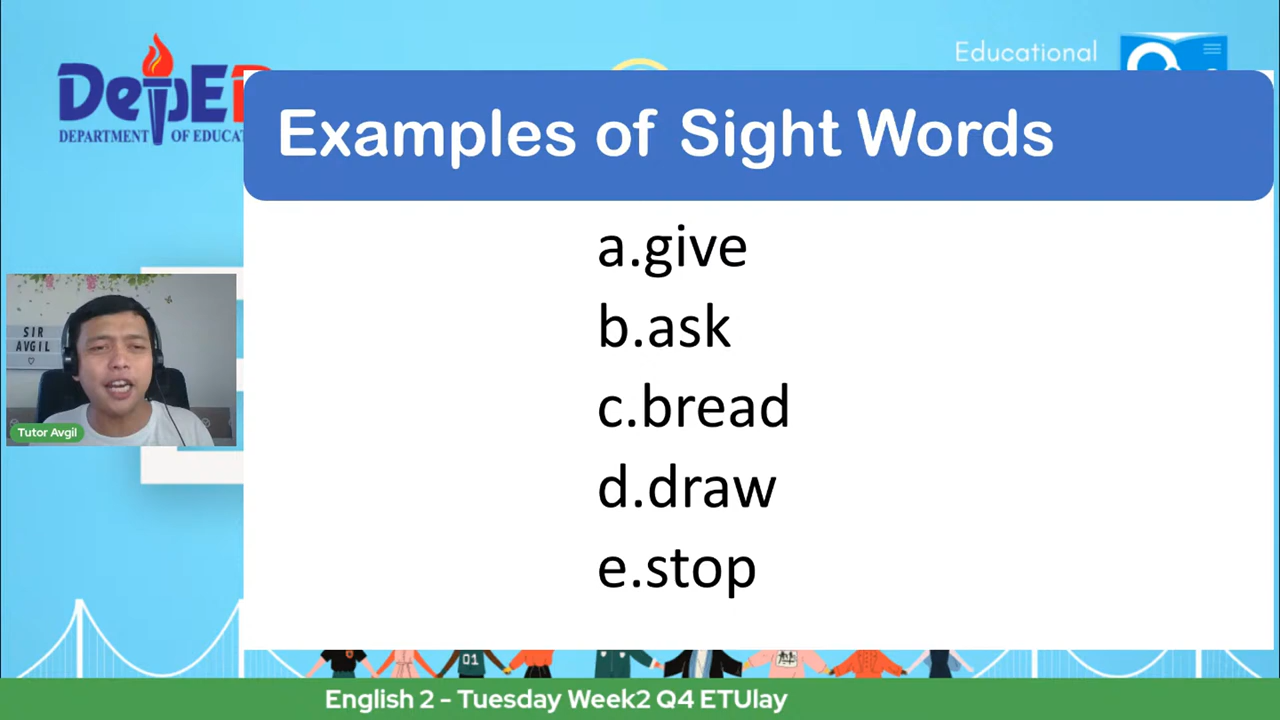 DepED
DEPARTMENT OF EDUCAT
Educational
Examples of Sight Words
a.give
b.ask
c.bread
d.draw
e.stop
SIR
AVGIL
Tutor Avgil
01
English 2 - Tuesday Week2 Q4 ETUlay